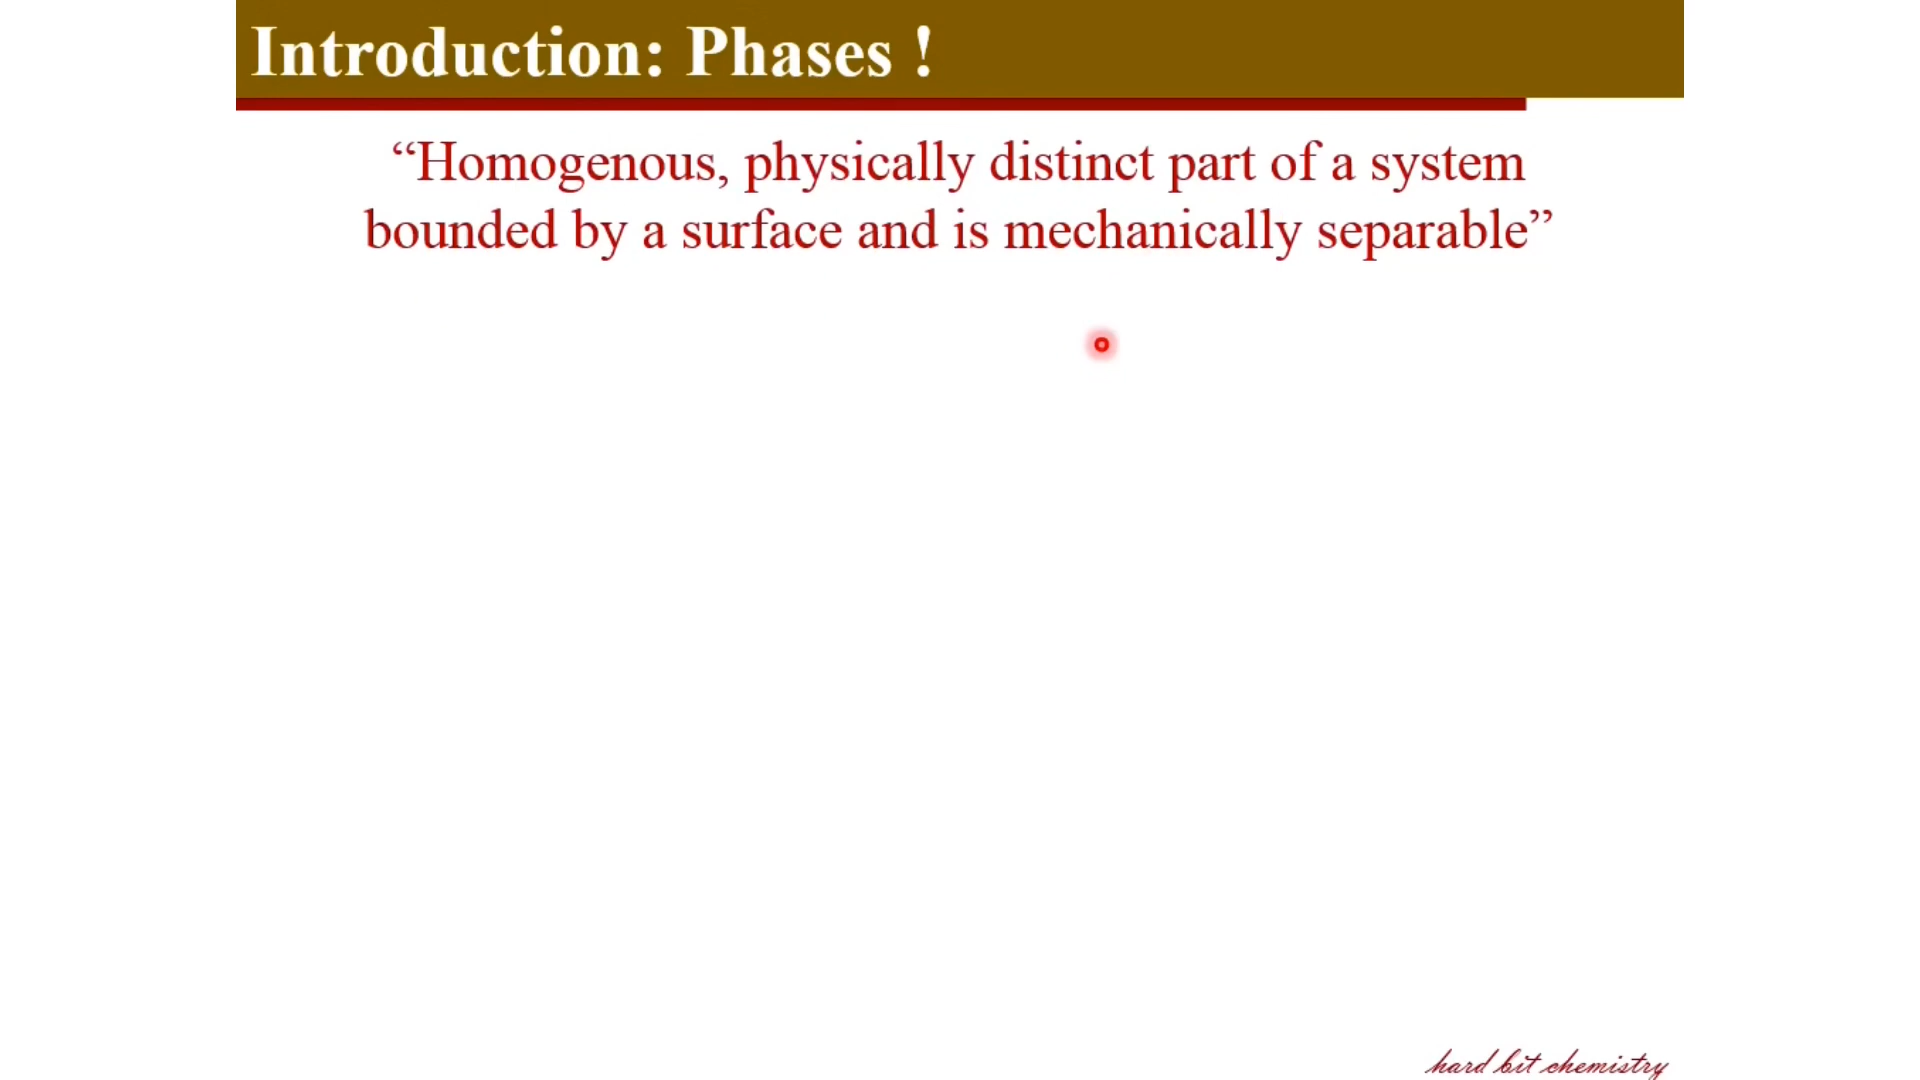 Introduction: Phases !
“Homogenous, physically distinct part of a system
bounded by a surface and is mechanically separable”
hard bit chemistry